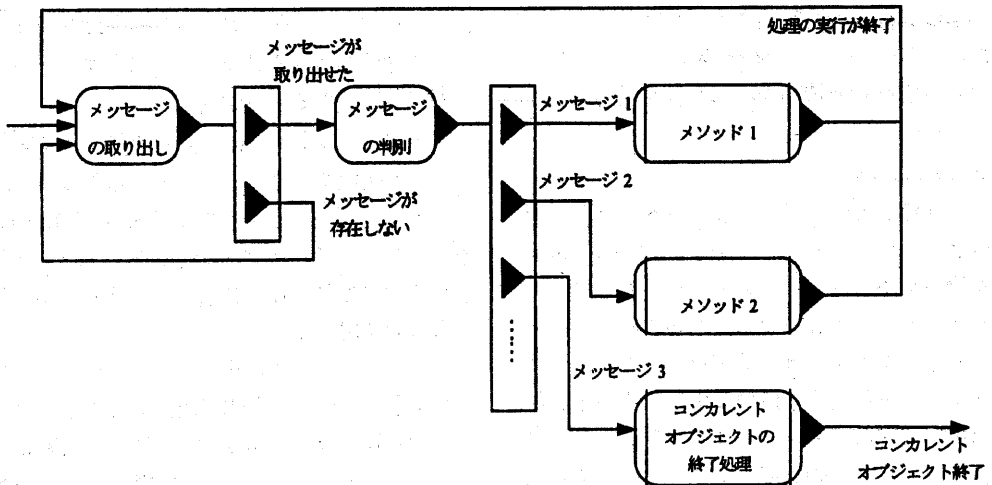 処理の実行が終了
メッセージが
取り出せた
メッセージ
の取り出し
メッセージ
の判別
メッセージ 1
メソッド 1
メッセージ 2
メッセージが
存在しない
メソッド 2
メッセージ 3
コンカレント
オブジェクトの
終了処理
コンカレント
オブジェクト終了